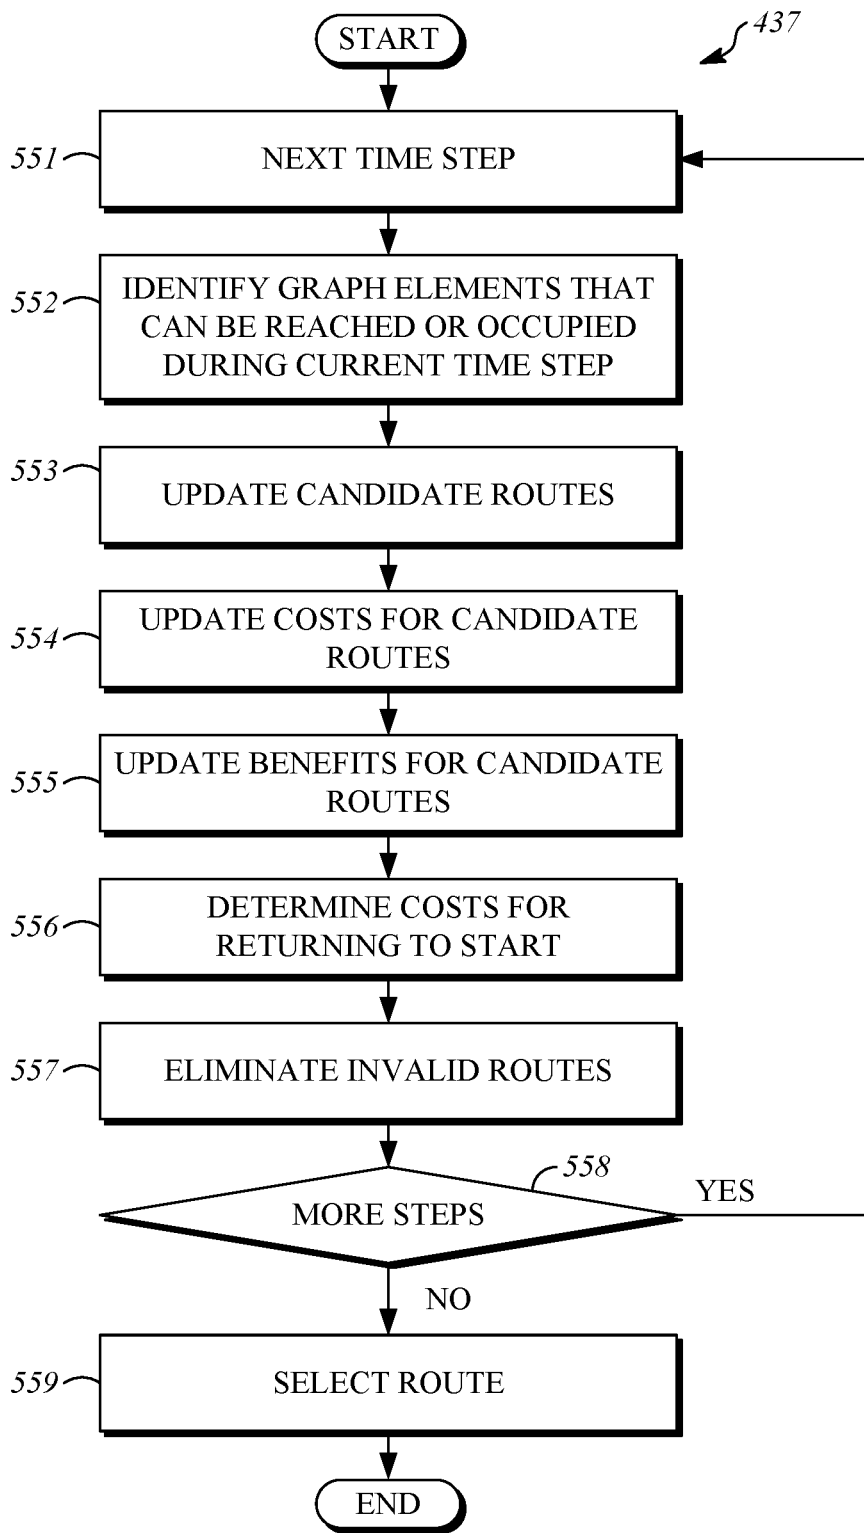 START
437
551
NEXT TIME STEP
552
IDENTIFY GRAPH ELEMENTS THAT
CAN BE REACHED OR OCCUPIED
DURING CURRENT TIME STEP
553
UPDATE CANDIDATE ROUTES
554
UPDATE COSTS FOR CANDIDATE
ROUTES
555
UPDATE BENEFITS FOR CANDIDATE
ROUTES
556
DETERMINE COSTS FOR
RETURNING TO START
557
ELIMINATE INVALID ROUTES
558
MORE STEPS
YES
NO
559
SELECT ROUTE
END